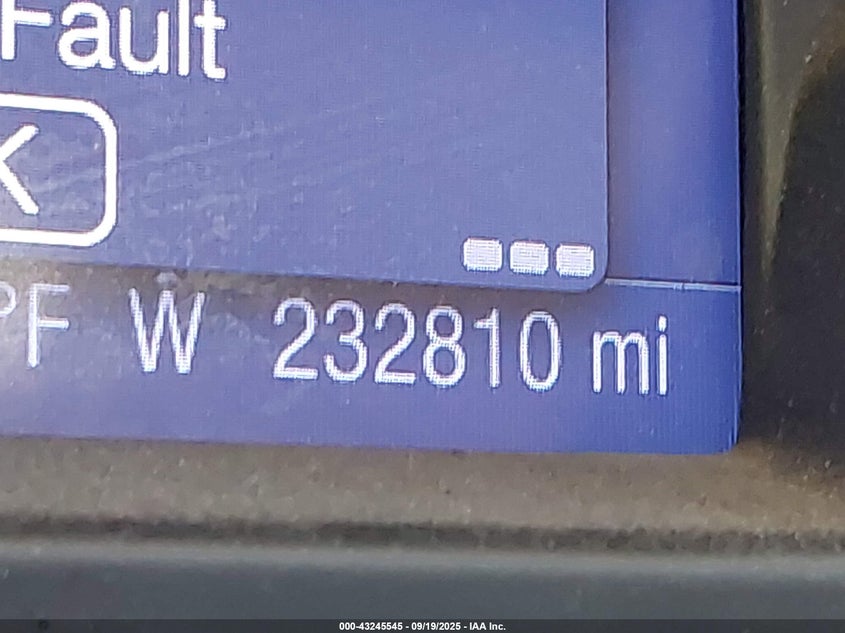 Fault
K
°F W 232810 mi
000-43245545 - 09/19/2025 - IAA Inc.